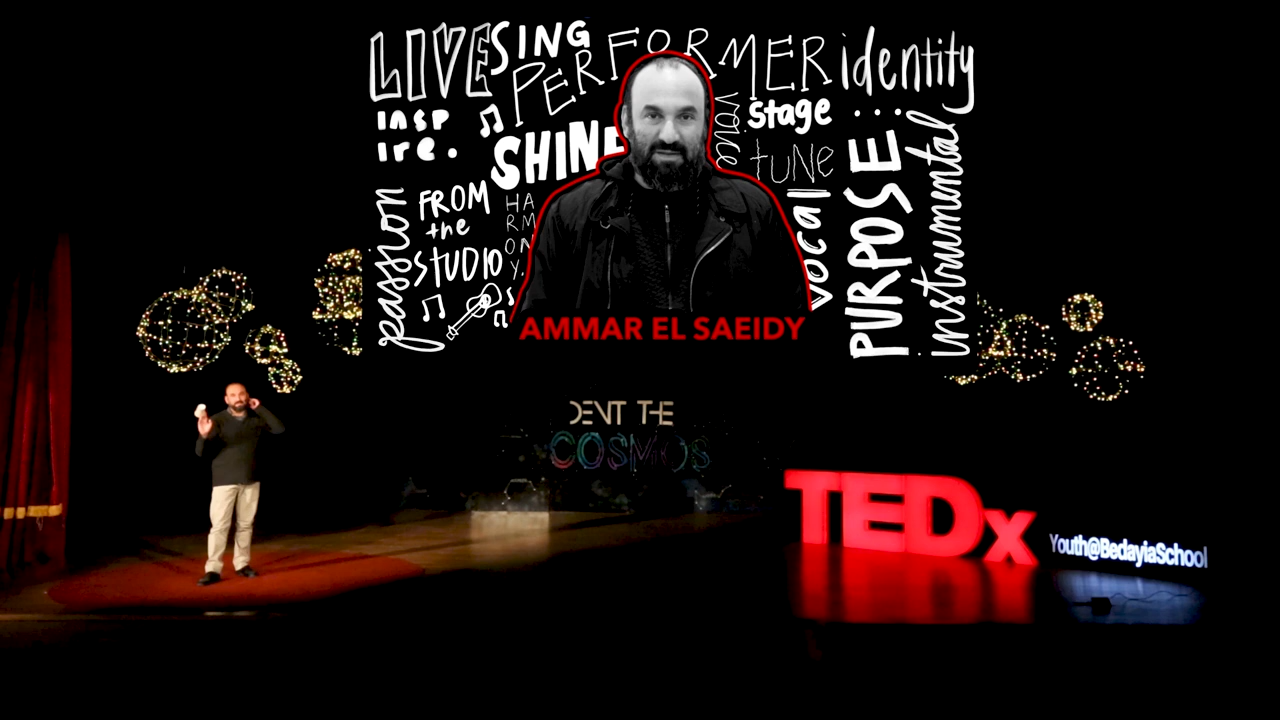 LIVE SING PERFORMER identity
insp
ire.
SHINE
voice
stage
tune
passion
FROM
the
STUDIO
HA
RM
ON
Y.
vocal
PURPOSE
instrumental
AMMAR EL SAEIDY
DENT THE
COSMOS
TEDx
Youth@BedayiaSchool